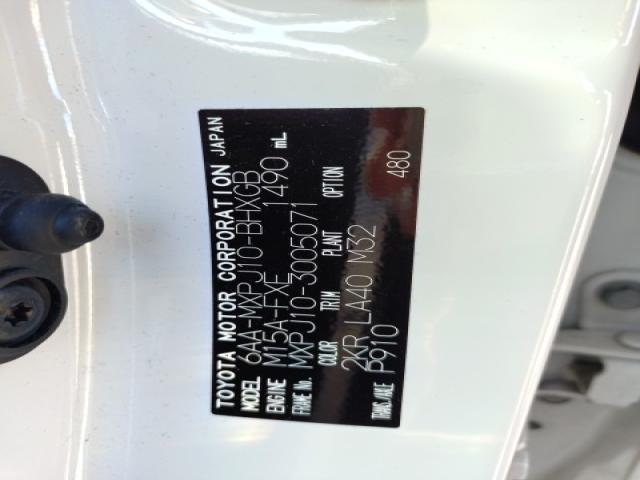 TOYOTA MOTOR CORPORATION JAPAN
MODEL 6AA-MXPJ10-BHXGB
ENGINE M15A-FXE 1490 mL
FRAME No. MXPJ10-3005071
COLOR TRIM PLANT OPTION
2KR LA40 M32 480
TRANS./AXLE P910